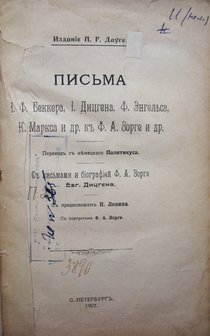 Изданіе П. Г. Дауге
ПИСЬМА
І. Ф. Беккера, І. Дицгена, Ф. Энгельса,
К. Маркса и др. къ Ф. А. Зорге и др.
Переводъ съ нѣмецкаго Политикуса.
Съ письмами и біографіей Ф. А. Зорге
Евг. Дицгена.
Съ предисловіемъ Н. Ленина.
Съ портретомъ Ф. А. Зорге.
3896
С.-ПЕТЕРБУРГЪ.
1907.